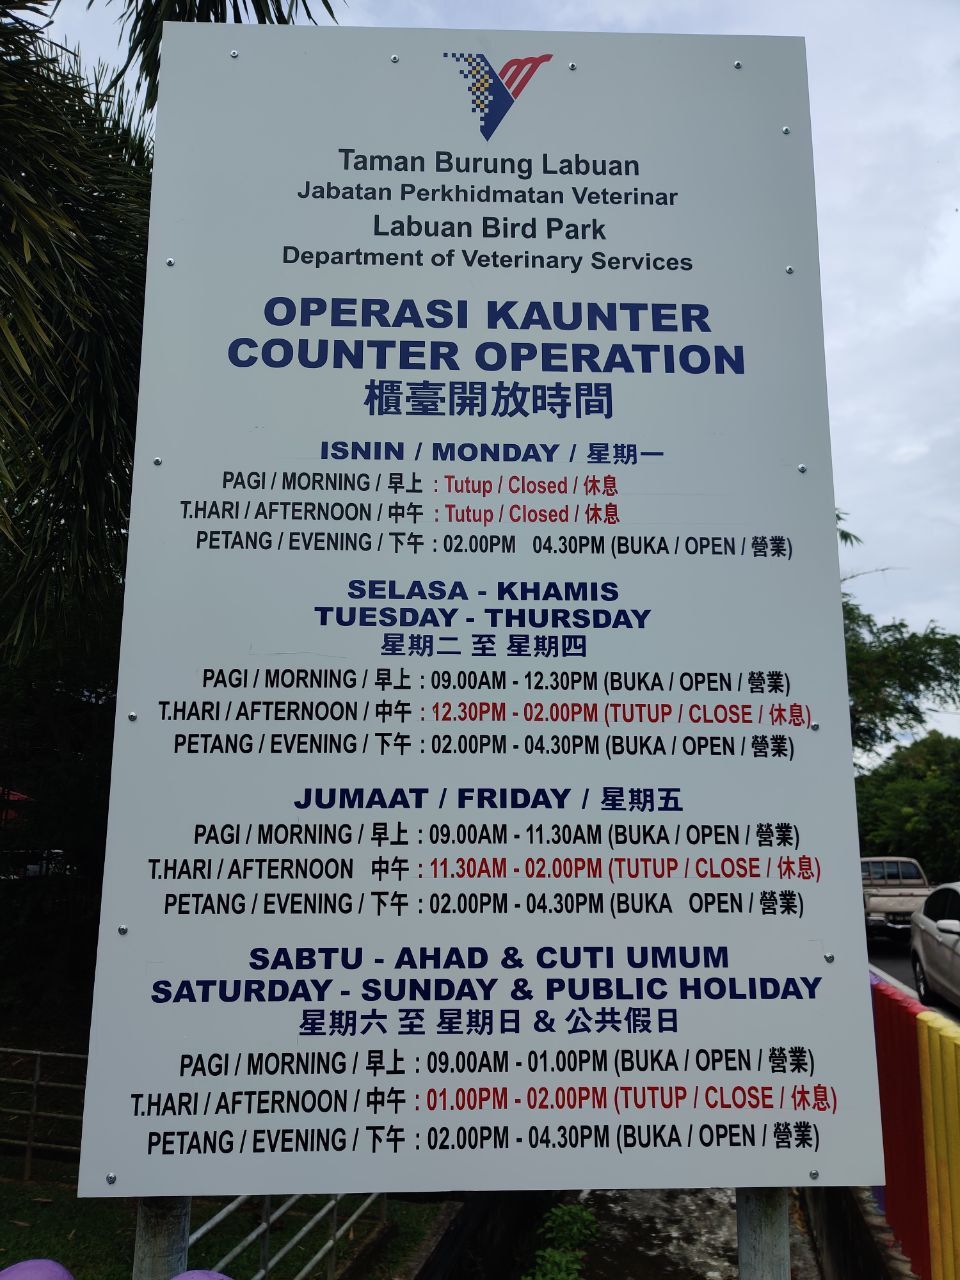 Taman Burung Labuan
Jabatan Perkhidmatan Veterinar
Labuan Bird Park
Department of Veterinary Services
OPERASI KAUNTER
COUNTER OPERATION
櫃臺開放時間
ISNIN / MONDAY / 星期一
PAGI / MORNING / 早上 : Tutup / Closed / 休息
T.HARI / AFTERNOON / 中午 : Tutup / Closed / 休息
PETANG / EVENING / 下午 : 02.00PM 04.30PM (BUKA / OPEN / 營業)
SELASA - KHAMIS
TUESDAY - THURSDAY
星期二 至 星期四
PAGI / MORNING / 早上 : 09.00AM - 12.30PM (BUKA / OPEN / 營業)
T.HARI / AFTERNOON / 中午 : 12.30PM - 02.00PM (TUTUP / CLOSE / 休息)
PETANG / EVENING / 下午 : 02.00PM - 04.30PM (BUKA / OPEN / 營業)
JUMAAT / FRIDAY / 星期五
PAGI / MORNING / 早上 : 09.00AM - 11.30AM (BUKA / OPEN / 營業)
T.HARI / AFTERNOON 中午 : 11.30AM - 02.00PM (TUTUP / CLOSE / 休息)
PETANG / EVENING / 下午 : 02.00PM - 04.30PM (BUKA OPEN / 營業)
SABTU - AHAD & CUTI UMUM
SATURDAY - SUNDAY & PUBLIC HOLIDAY
星期六 至 星期日 & 公共假日
PAGI / MORNING / 早上 : 09.00AM - 01.00PM (BUKA / OPEN / 營業)
T.HARI / AFTERNOON / 中午 : 01.00PM - 02.00PM (TUTUP / CLOSE / 休息)
PETANG / EVENING / 下午 : 02.00PM - 04.30PM (BUKA / OPEN / 營業)